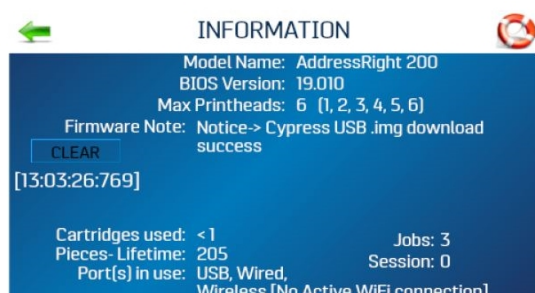 INFORMATION
Model Name: AddressRight 200
BIOS Version: 19.010
Max Printheads: 6 (1, 2, 3, 4, 5, 6)
Firmware Note: Notice-> Cypress USB .img download
success
CLEAR
[13:03:26:769]
Cartridges used: <1
Jobs: 3
Pieces- Lifetime: 205
Session: 0
Port(s) in use: USB, Wired,
Wireless [No Active WiFi connection]